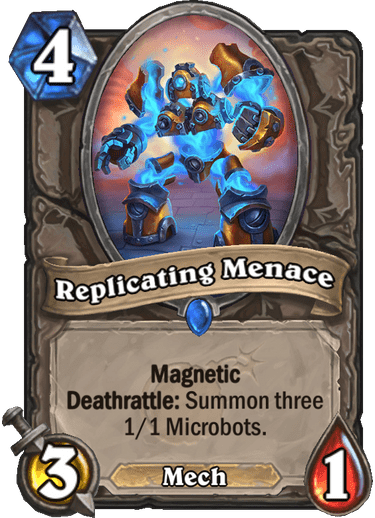 4
Replicating Menace
Magnetic
Deathrattle: Summon three
1/1 Microbots.
3
Mech
1